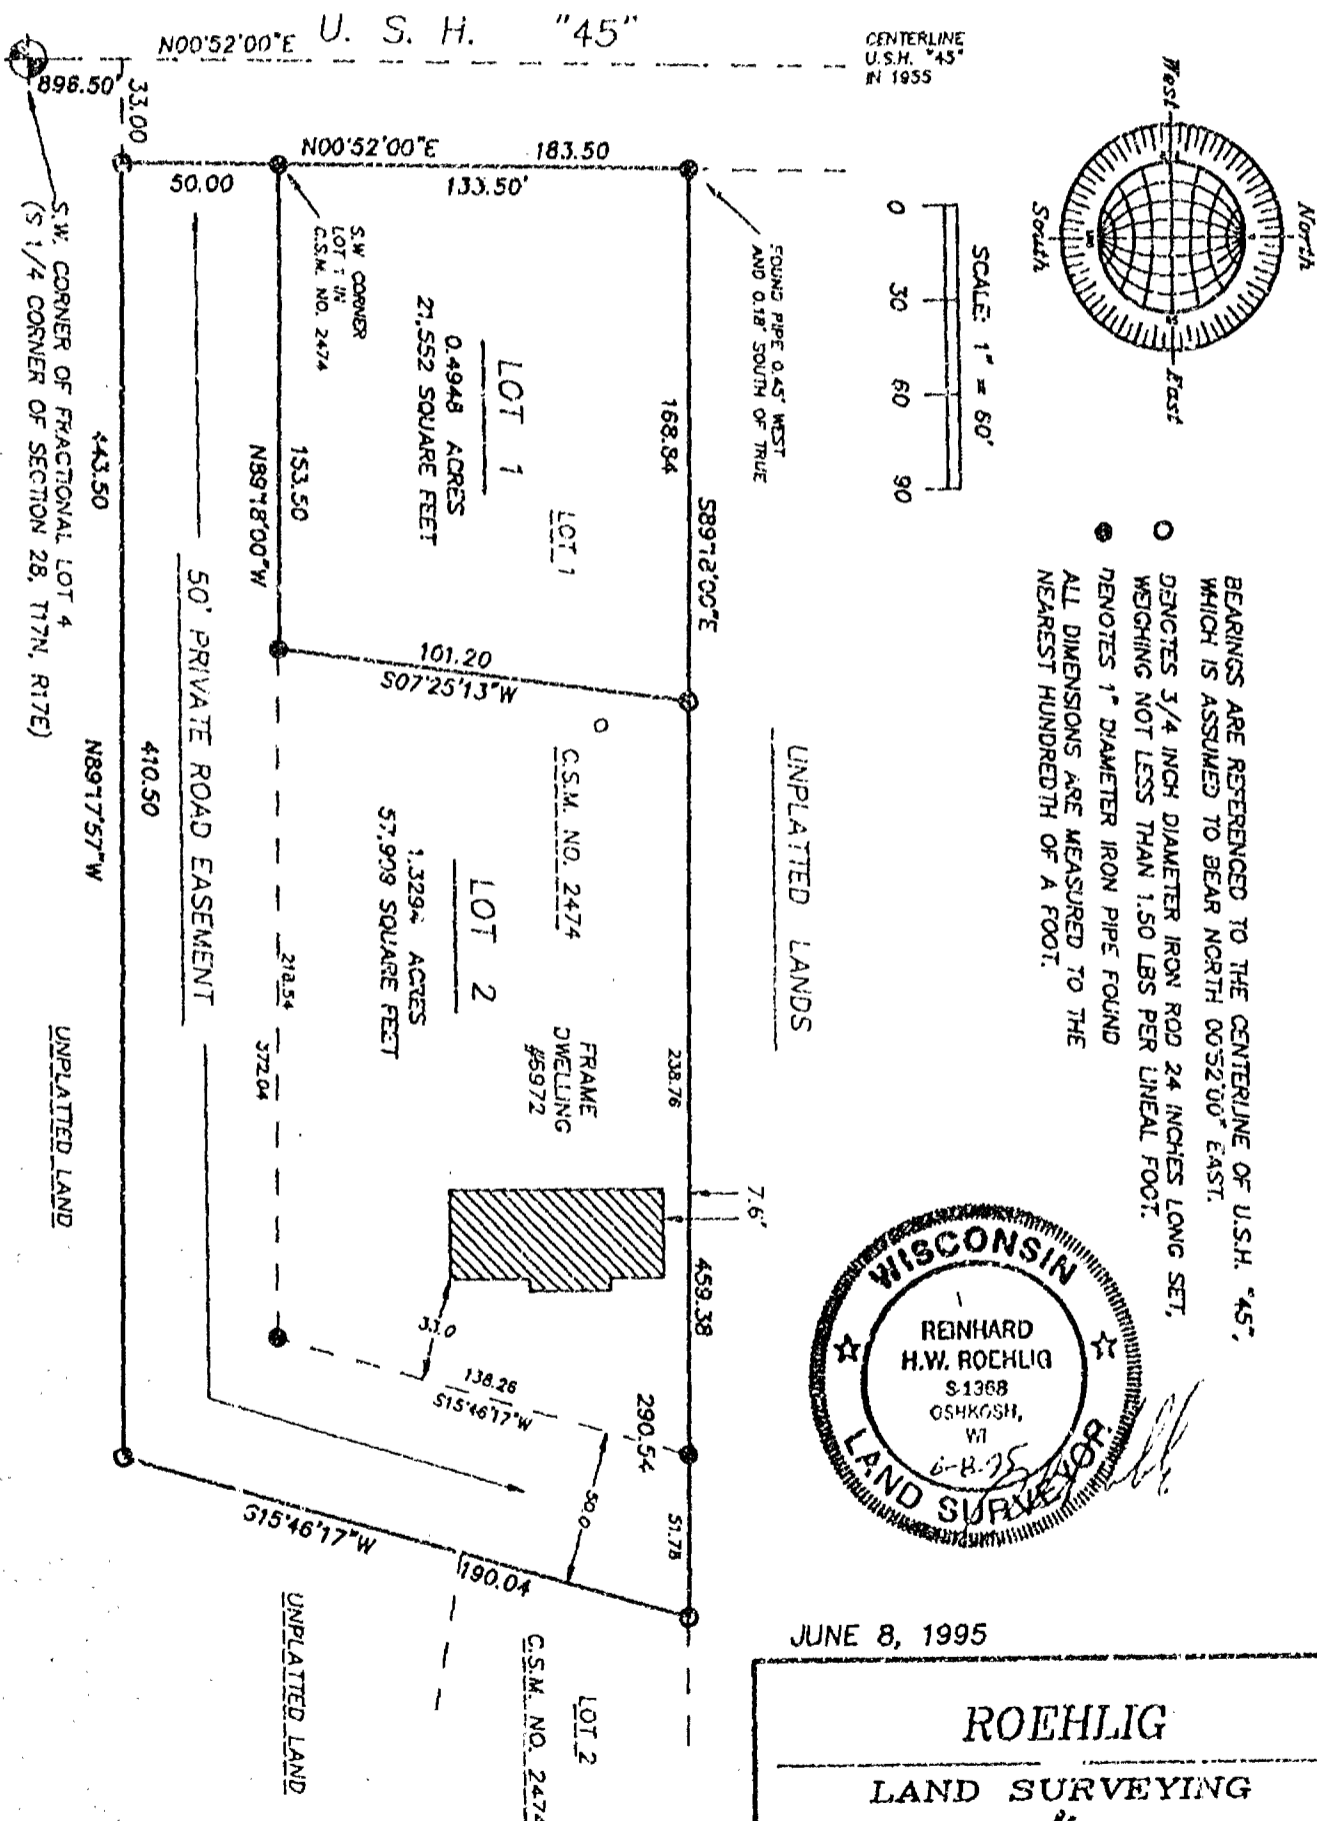 U. S. H. "45"
N00°52'00"E
CENTERLINE
U.S.H. "45"
IN 1955
West
North
South
East
898.50'
33.00
N00°52'00"E
183.50
50.00
133.50'
S.W. CORNER OF FRACTIONAL LOT 4
(S 1/4 CORNER OF SECTION 28, T17N, R17E)
S.W CORNER
LOT 1 IN
C.S.M. NO. 2474
FOUND PIPE 0.45' WEST
AND 0.18' SOUTH OF TRUE
SCALE: 1" = 60'
0 30 60 90
BEARINGS ARE REFERENCED TO THE CENTERLINE OF U.S.H. "45",
WHICH IS ASSUMED TO BEAR NORTH 00°52'00" EAST.
DENOTES 3/4 INCH DIAMETER IRON ROD 24 INCHES LONG SET,
WEIGHING NOT LESS THAN 1.50 LBS PER LINEAL FOOT.
DENOTES 1" DIAMETER IRON PIPE FOUND
ALL DIMENSIONS ARE MEASURED TO THE
NEAREST HUNDREDTH OF A FOOT.
LOT 1
0.4948 ACRES
21,552 SQUARE FEET
LOT 1
168.84
S89°12'00"E
153.50
N89°18'00"W
101.20
S07°25'13"W
443.50
N89°17'57"W
410.50
50' PRIVATE ROAD EASEMENT
UNPLATTED LANDS
C.S.M. NO. 2474
LOT 2
ACRES
57,909 SQUARE FEET
FRAME
DWELLING
#6972
218.54
372.04
238.76
459.38
7.6'
33.0
138.26
S15°46'17"W
290.54
50.0
51.78
S15°46'17"W
190.04
UNPLATTED LAND
UNPLATTED LAND
LOT 2
C.S.M. NO. 2474
WISCONSIN
REINHARD
H.W. ROEHLIG
S-1368
OSHKOSH,
WI
6-8-95
LAND SURVEYOR
JUNE 8, 1995
ROEHLIG
LAND SURVEYING
&